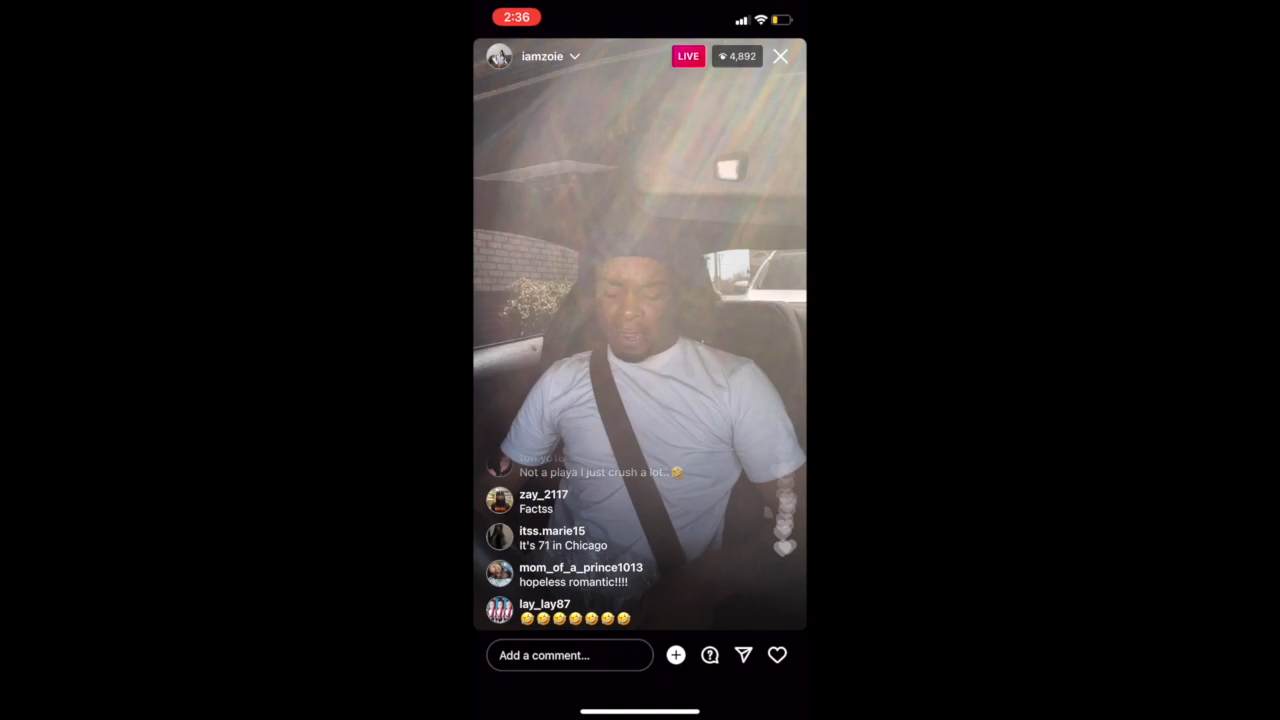 2:36
iamzoie
LIVE
4,892
Not a playa I just crush a lot.. 🤣
zay_2117
Factss
itss.marie15
It's 71 in Chicago
mom_of_a_prince1013
hopeless romantic!!!!
lay_lay87
🤣🤣🤣🤣🤣🤣🤣
Add a comment...